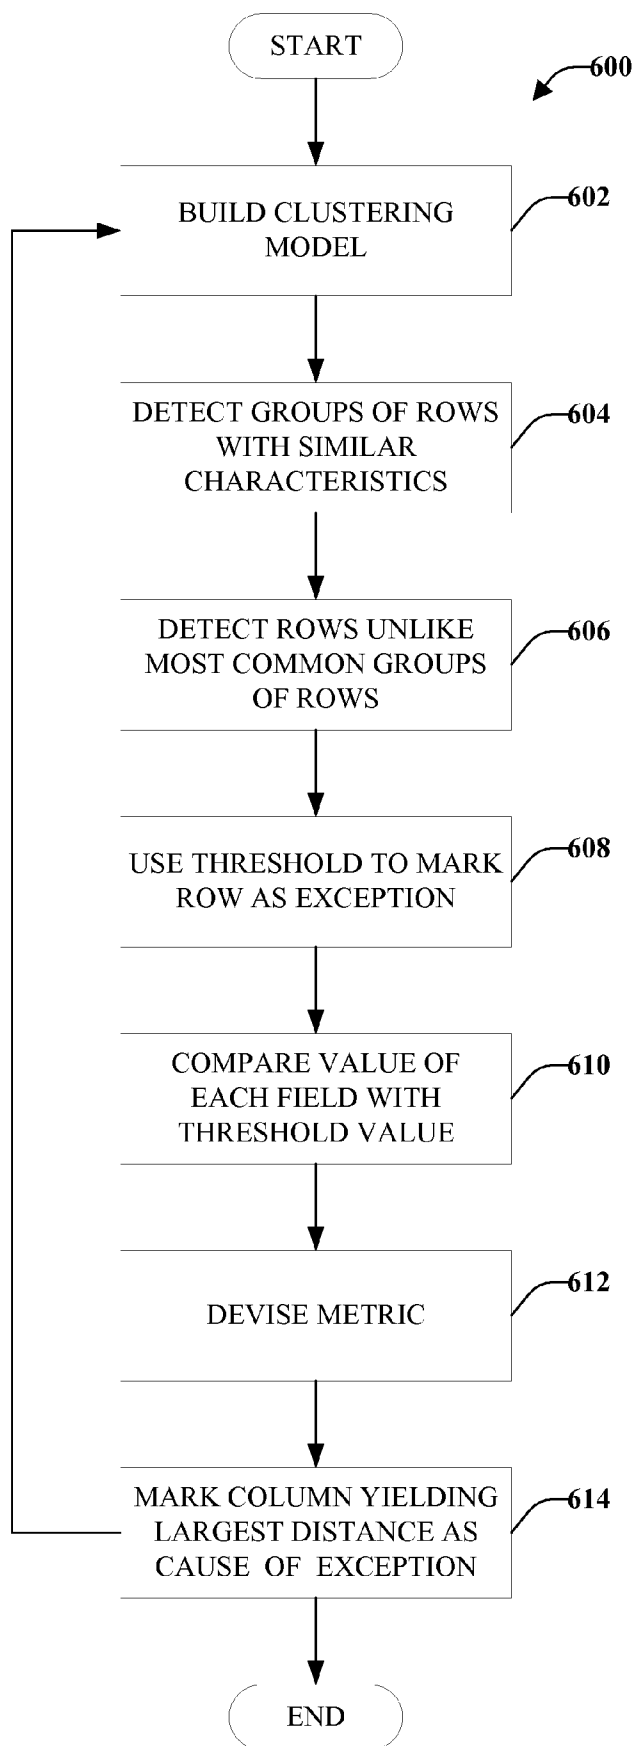 START
600
BUILD CLUSTERING
MODEL
602
DETECT GROUPS OF ROWS
WITH SIMILAR
CHARACTERISTICS
604
DETECT ROWS UNLIKE
MOST COMMON GROUPS
OF ROWS
606
USE THRESHOLD TO MARK
ROW AS EXCEPTION
608
COMPARE VALUE OF
EACH FIELD WITH
THRESHOLD VALUE
610
DEVISE METRIC
612
MARK COLUMN YIELDING
LARGEST DISTANCE AS
CAUSE OF EXCEPTION
614
END